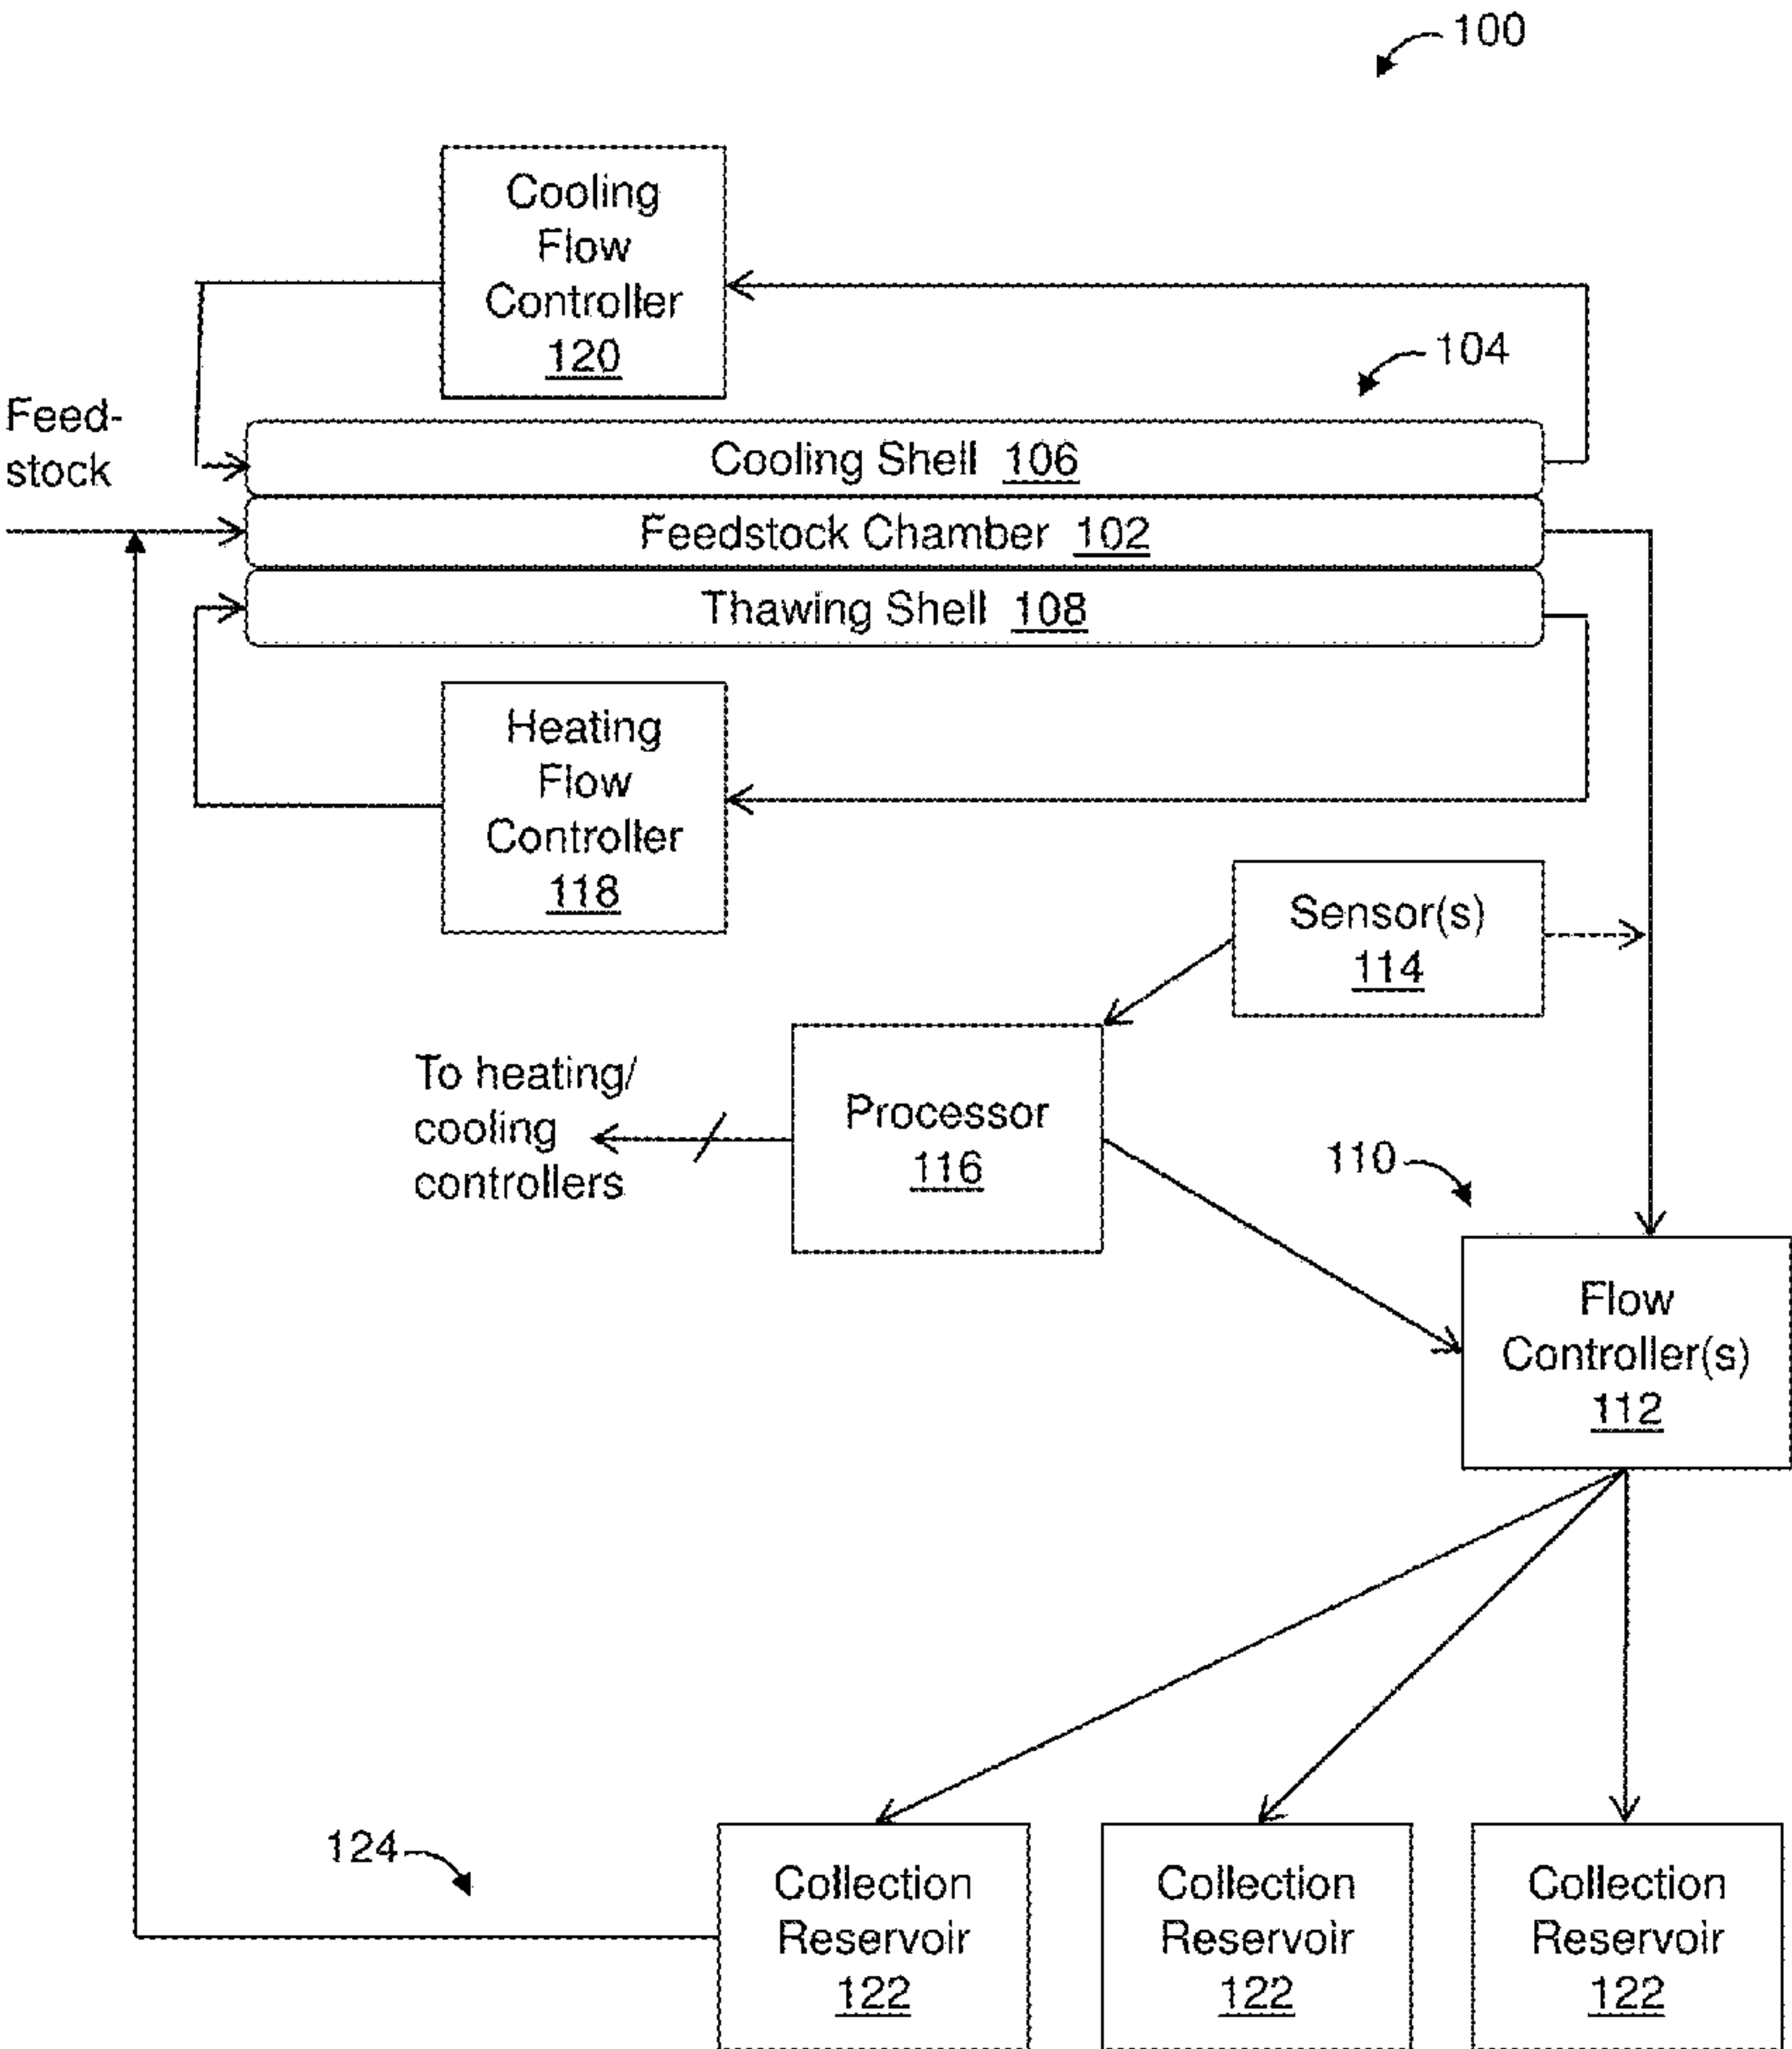 100
Cooling
Flow
Controller
120
104
Feed-
stock
Cooling Shell 106
Feedstock Chamber 102
Thawing Shell 108
Heating
Flow
Controller
118
Sensor(s)
114
To heating/
cooling
controllers
Processor
116
110
Flow
Controller(s)
112
124
Collection
Reservoir
122
Collection
Reservoir
122
Collection
Reservoir
122